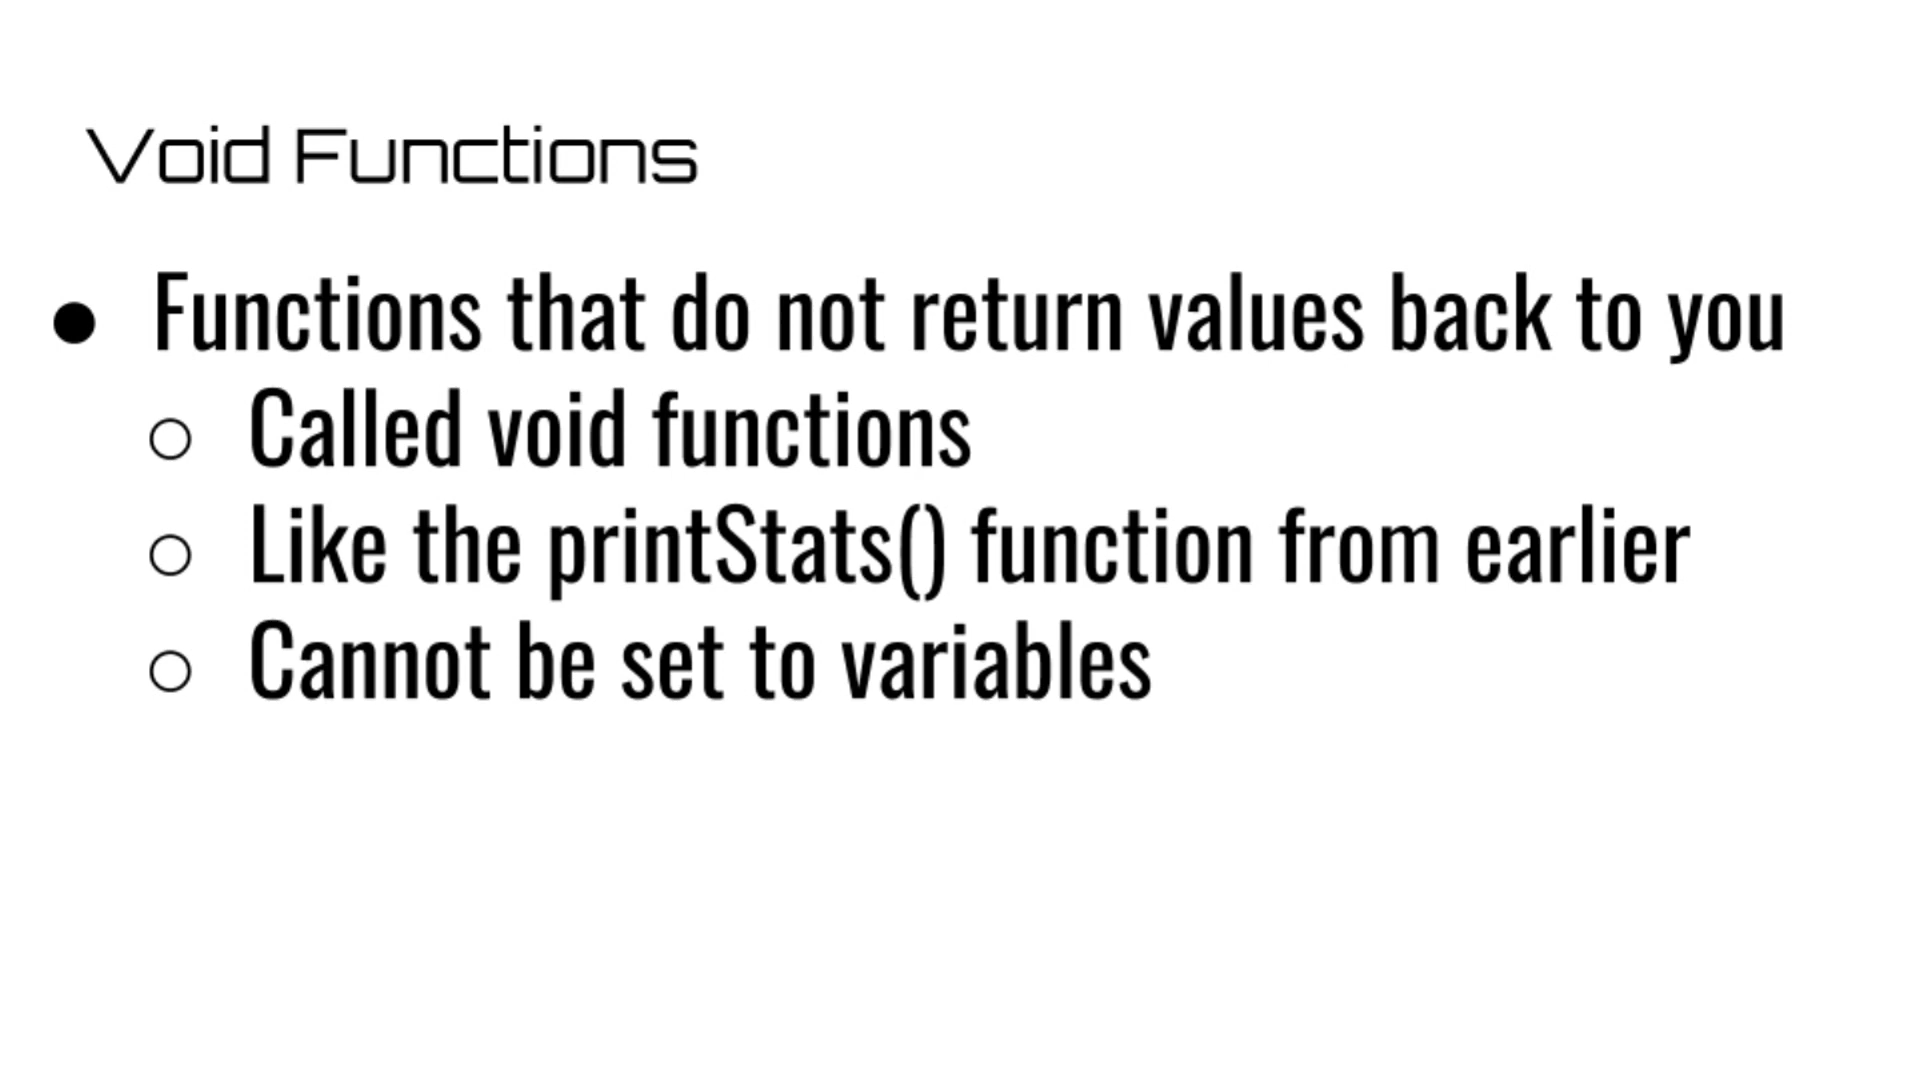 Void Functions
● Functions that do not return values back to you
○ Called void functions
○ Like the printStats() function from earlier
○ Cannot be set to variables